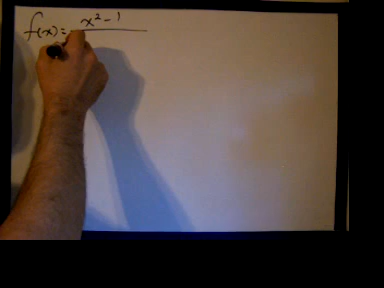 f(x) = x² - 1